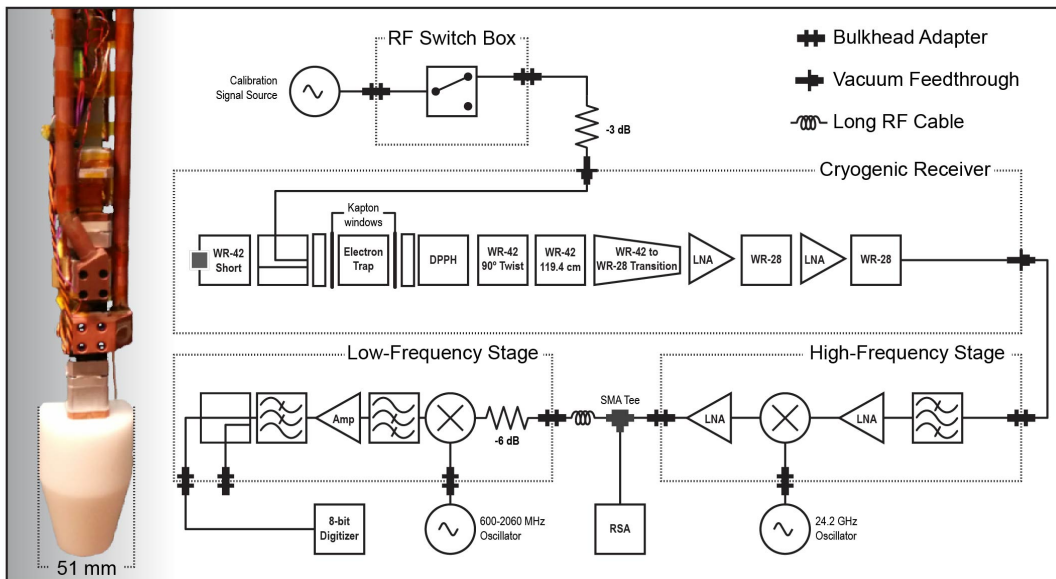 RF Switch Box
Calibration
Signal Source
-3 dB
Bulkhead Adapter
Vacuum Feedthrough
Long RF Cable
Cryogenic Receiver
Kapton
windows
WR-42
Short
Electron
Trap
DPPH
WR-42
90° Twist
WR-42
119.4 cm
WR-42 to
WR-28 Transition
LNA
WR-28
LNA
WR-28
Low-Frequency Stage
High-Frequency Stage
SMA Tee
Amp
-6 dB
LNA
LNA
8-bit
Digitizer
600-2060 MHz
Oscillator
RSA
24.2 GHz
Oscillator
51 mm